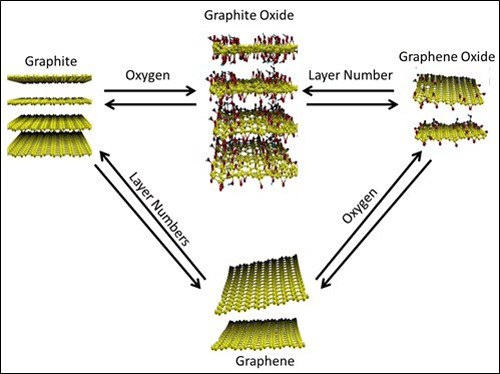 Graphite Oxide
Graphite
Oxygen
Layer Number
Graphene Oxide
Layer Numbers
Oxygen
Graphene